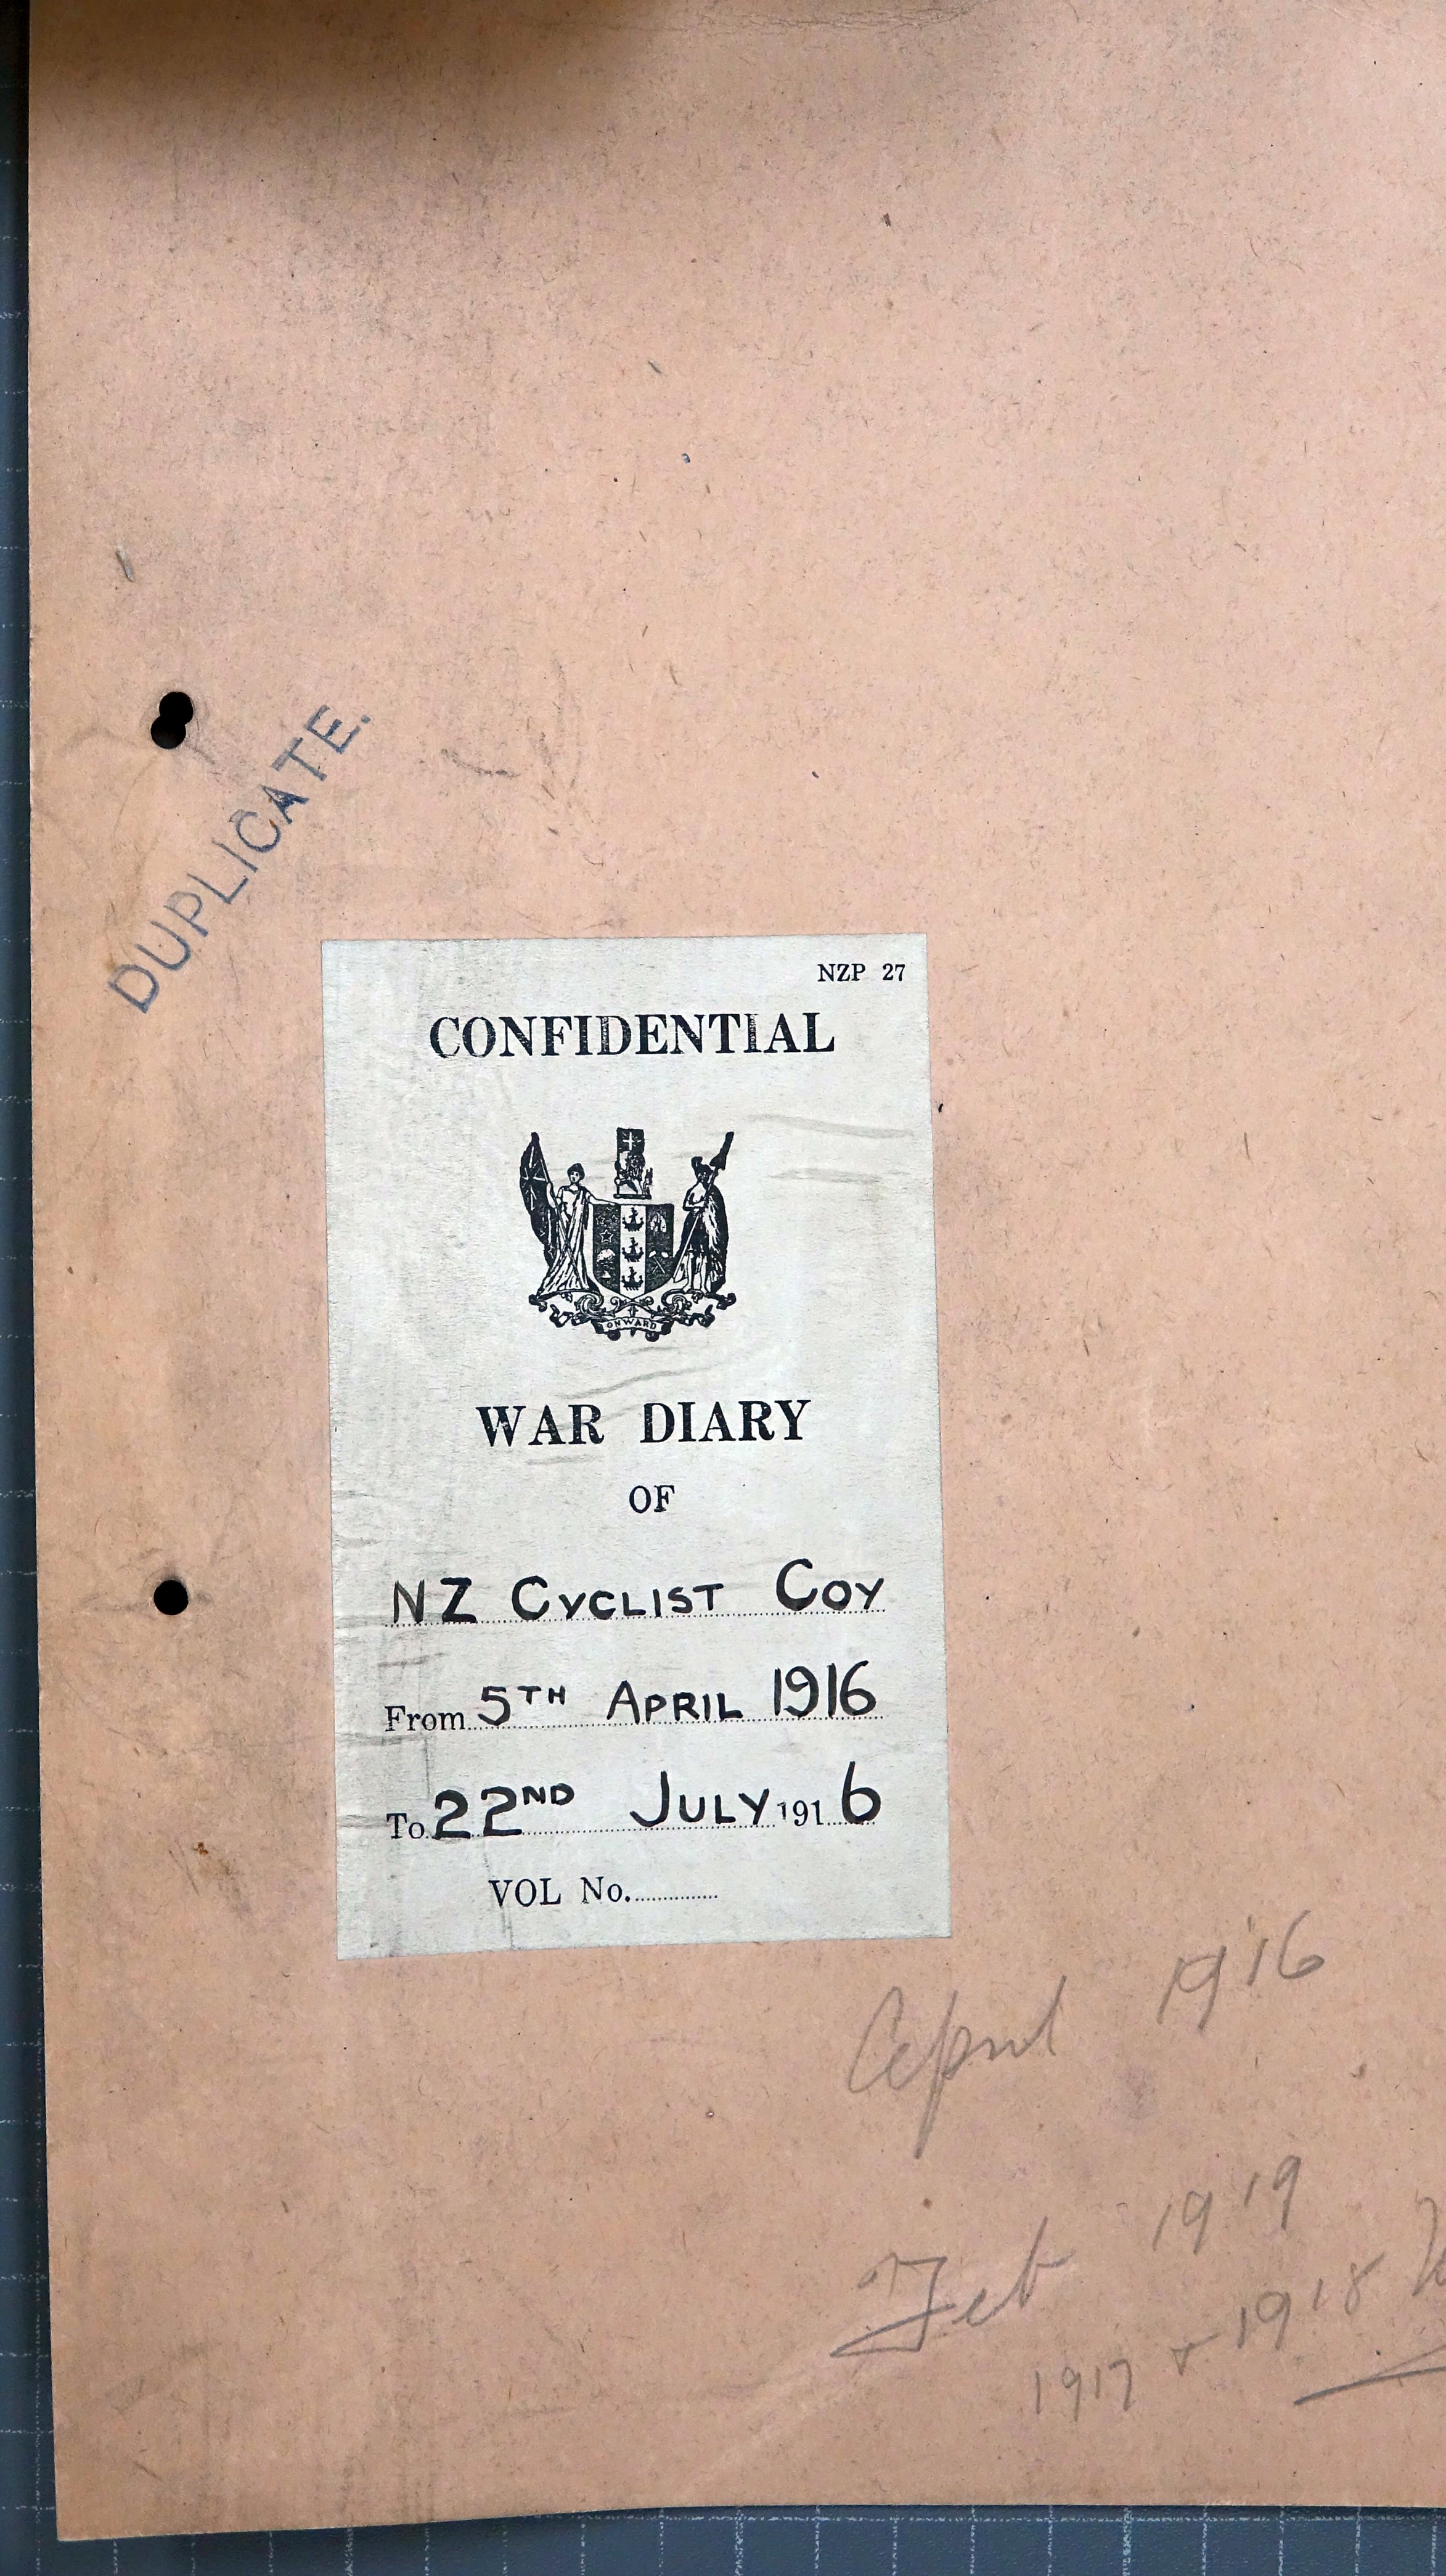 DUPLICATE.
NZP 27
CONFIDENTIAL
ONWARD
WAR DIARY
OF
NZ CYCLIST COY
From 5TH APRIL 1916
To 22ND JULY 1916
VOL No.
April 1916
Feb 1919
1917 & 1918